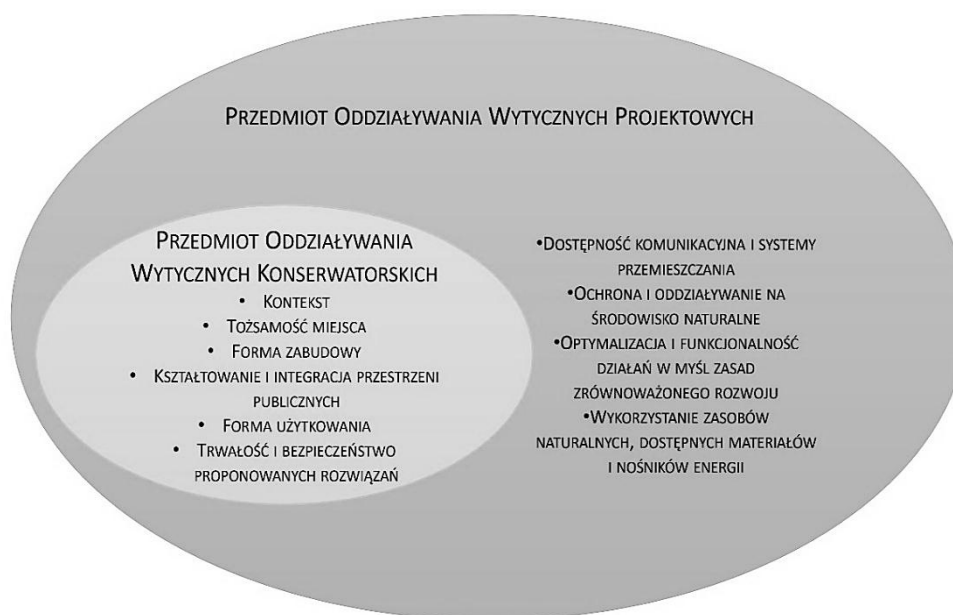 PRZEDMIOT ODDZIAŁYWANIA WYTYCZNYCH PROJEKTOWYCH
PRZEDMIOT ODDZIAŁYWANIA
WYTYCZNYCH KONSERWATORSKICH
• KONTEKST
• TOŻSAMOŚĆ MIEJSCA
• FORMA ZABUDOWY
• KSZTAŁTOWANIE I INTEGRACJA PRZESTRZENI
PUBLICZNYCH
• FORMA UŻYTKOWANIA
• TRWAŁOŚĆ I BEZPIECZEŃSTWO
PROPONOWANYCH ROZWIĄZAŃ
•DOSTĘPNOŚĆ KOMUNIKACYJNA I SYSTEMY
PRZEMIESZCZANIA
•OCHRONA I ODDZIAŁYWANIE NA
ŚRODOWISKO NATURALNE
•OPTYMALIZACJA I FUNKCJONALNOŚĆ
DZIAŁAŃ W MYŚL ZASAD
ZRÓWNOWAŻONEGO ROZWOJU
•WYKORZYSTANIE ZASOBÓW
NATURALNYCH, DOSTĘPNYCH MATERIAŁÓW
I NOŚNIKÓW ENERGII